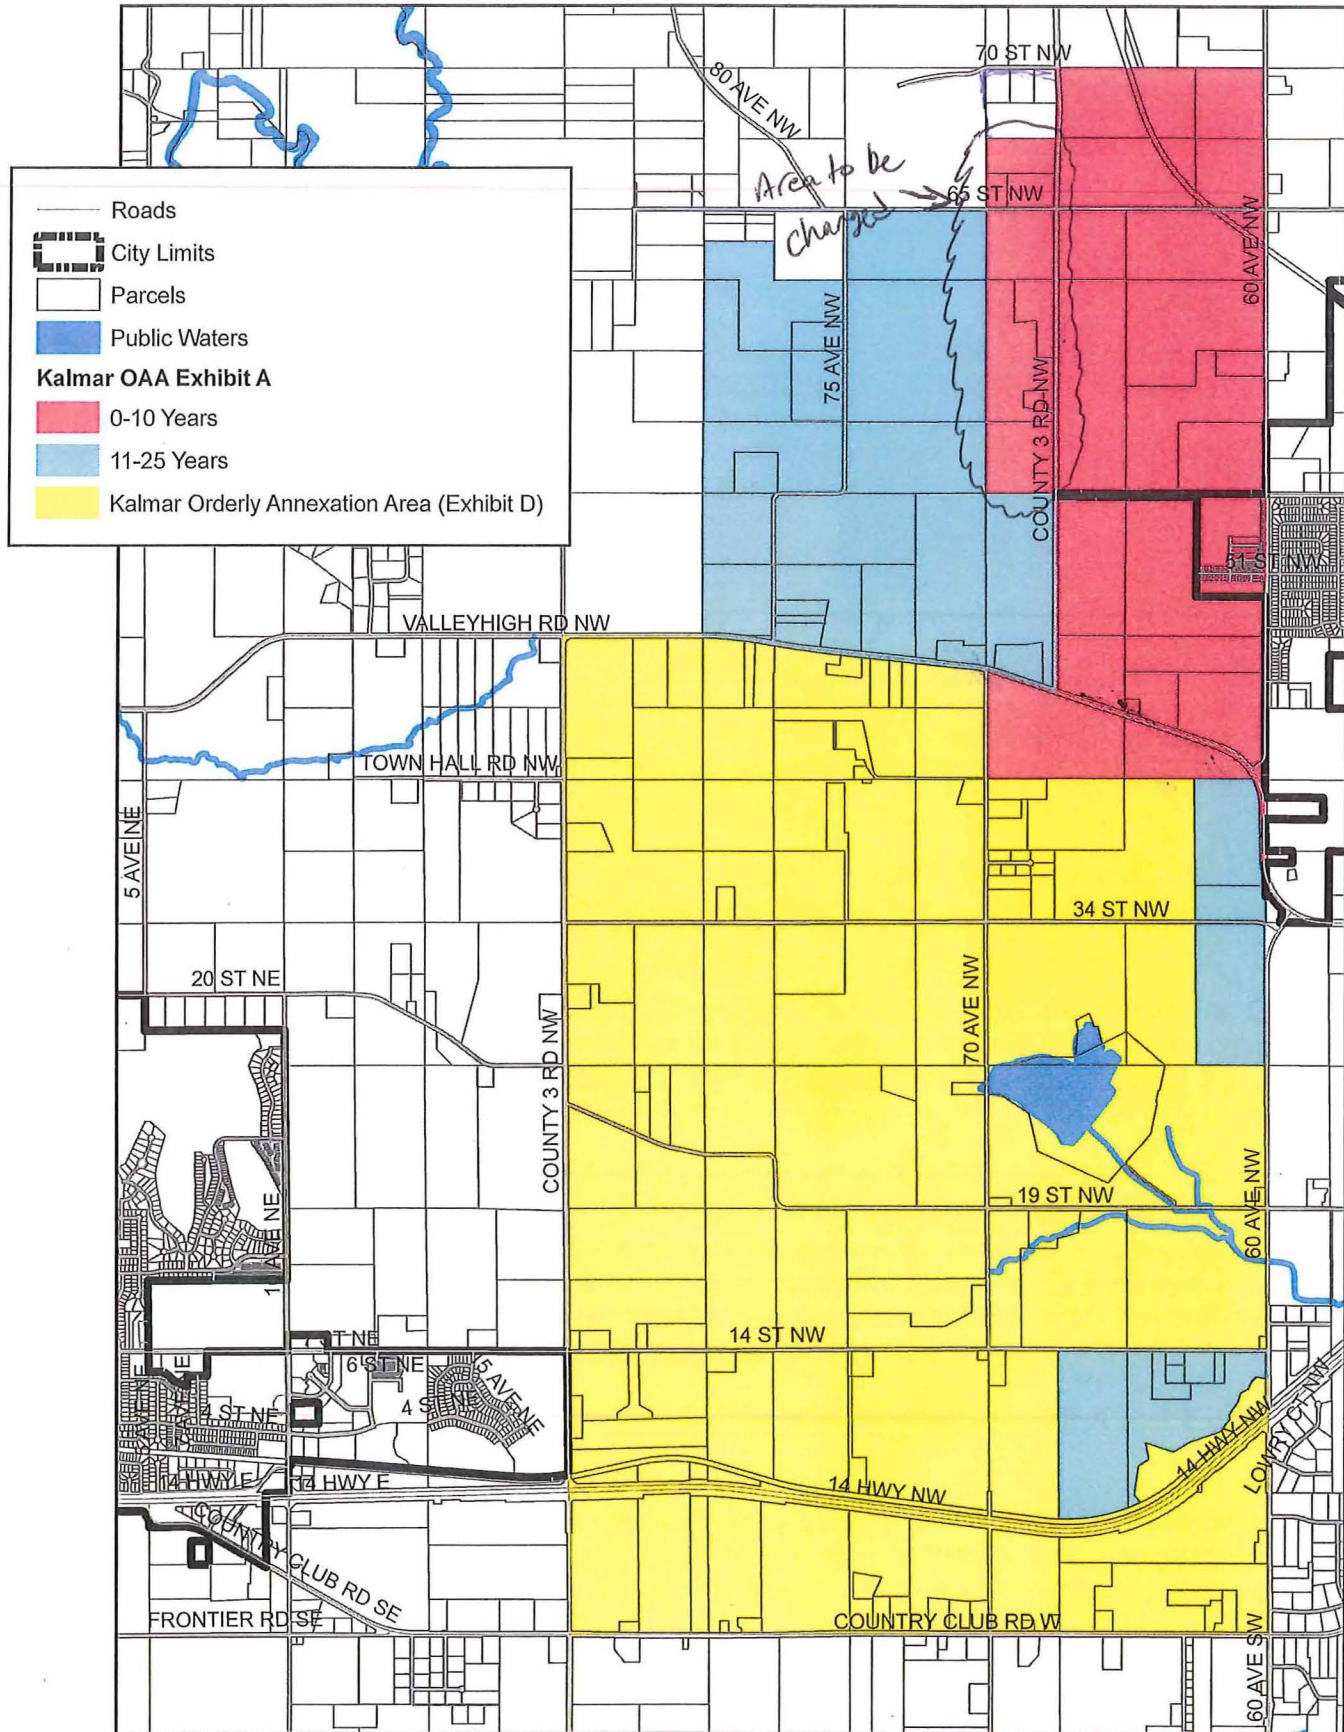 70 ST NW
80 AVE NW
Area to be
changed
65 ST NW
Roads
City Limits
Parcels
Public Waters
Kalmar OAA Exhibit A
0-10 Years
11-25 Years
Kalmar Orderly Annexation Area (Exhibit D)
60 AVE NW
75 AVE NW
COUNTY 3 RD NW
51 ST NW
VALLEYHIGH RD NW
TOWN HALL RD NW
5 AVE NE
34 ST NW
20 ST NE
70 AVE NW
COUNTY 3 RD NW
19 ST NW
60 AVE NW
AVE NE
14 ST NW
6 ST NE
5 AVE NE
4 ST NE
4 ST NE
14 HWY E
14 HWY E
14 HWY NW
14 HWY NW
LOWRY CT NW
COUNTRY CLUB RD SE
FRONTIER RD SE
COUNTRY CLUB RD W
60 AVE SW